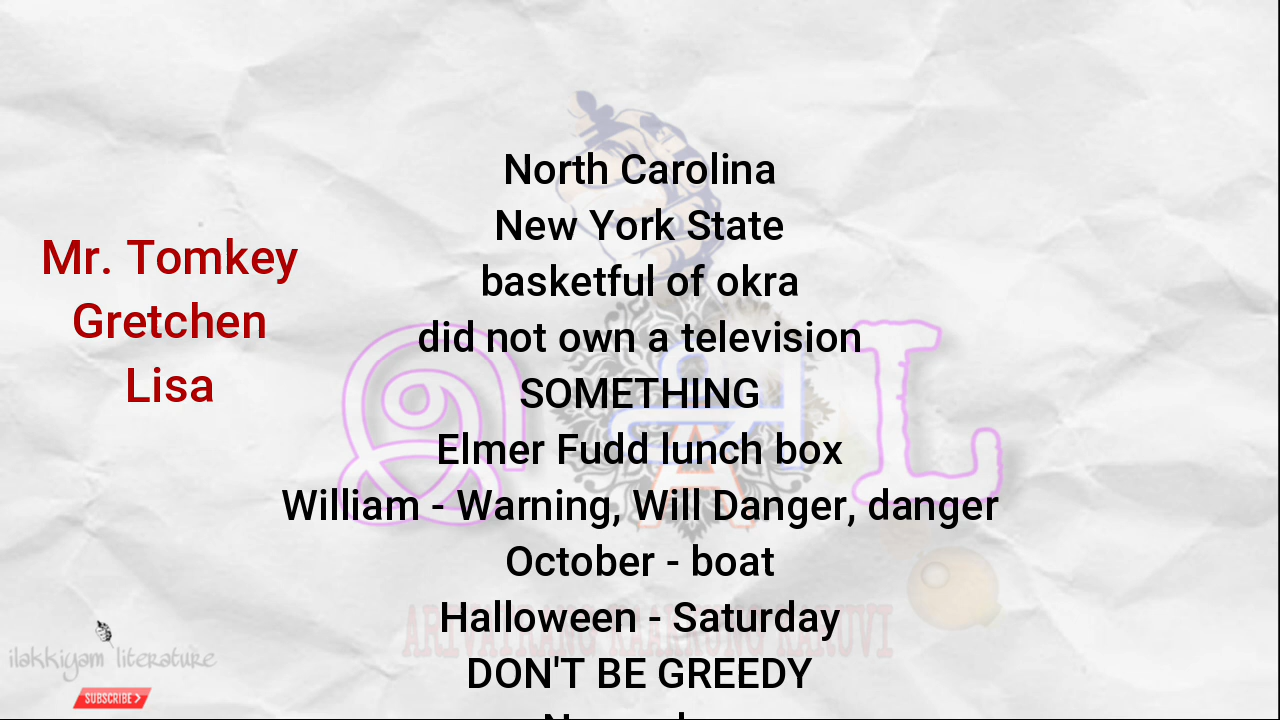 Mr. Tomkey
Gretchen
Lisa
North Carolina
New York State
basketful of okra
did not own a television
SOMETHING
Elmer Fudd lunch box
William - Warning, Will Danger, danger
October - boat
Halloween - Saturday
DON'T BE GREEDY
இ அ L
A
ilakkiyam literature
SUBSCRIBE >